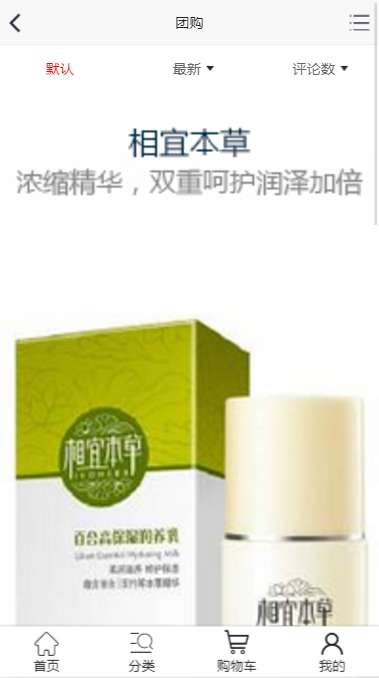 团购
默认 最新 评论数
相宜本草
浓缩精华，双重呵护润泽加倍
相宜本草
百合高保湿润养乳
相宜本草
首页 分类 购物车 我的